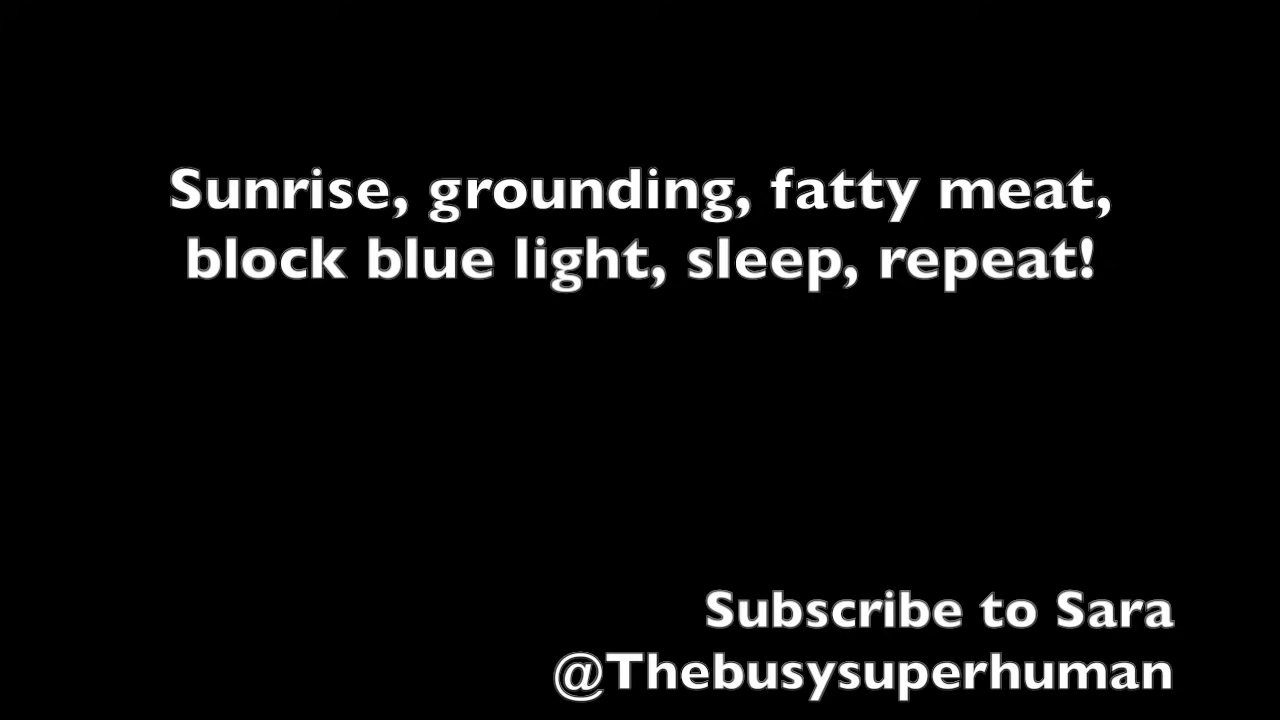 Sunrise, grounding, fatty meat,
block blue light, sleep, repeat!
Subscribe to Sara
@Thebusysuperhuman